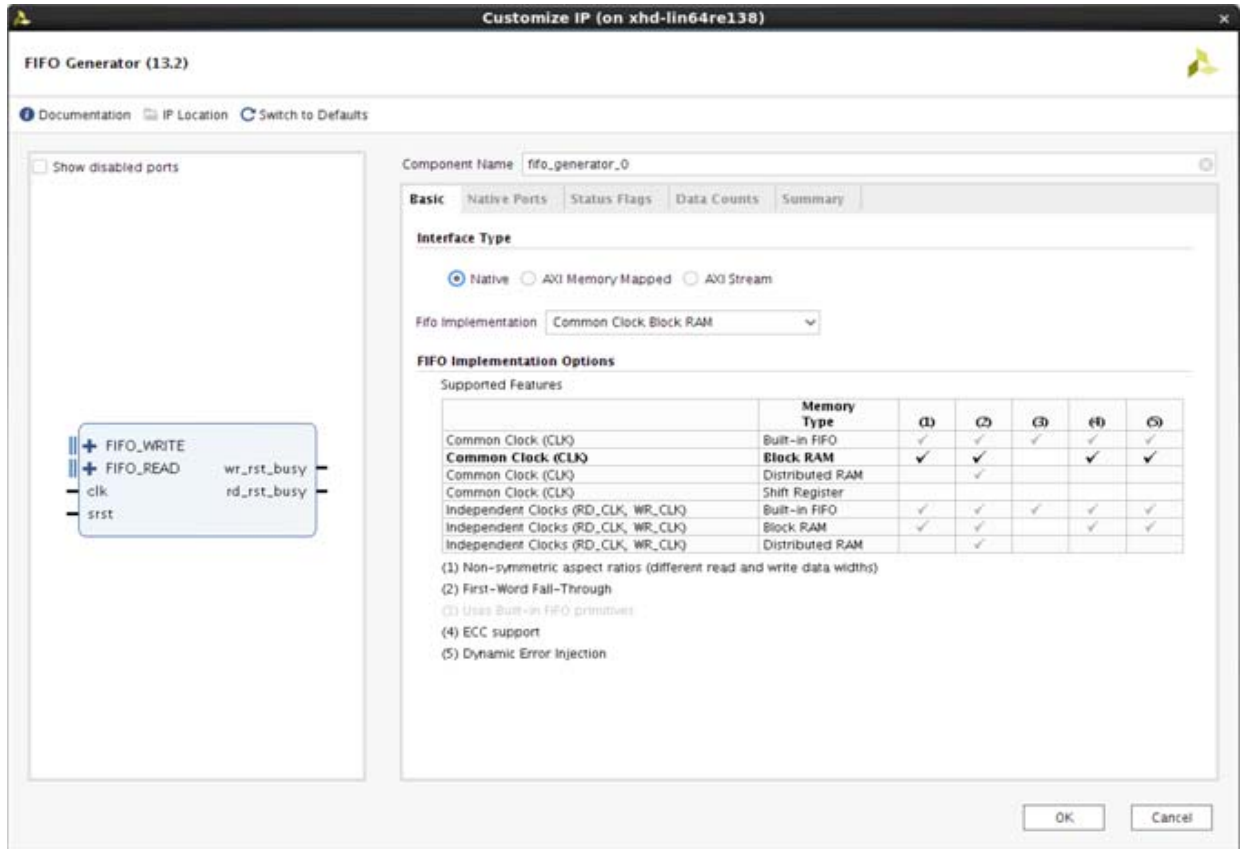 Customize IP (on xhd-lin64re138)
FIFO Generator (13.2)
Documentation IP Location Switch to Defaults
Show disabled ports
FIFO_WRITE
FIFO_READ wr_rst_busy
clk rd_rst_busy
srst
Component Name fifo_generator_0
Basic Native Ports Status Flags Data Counts Summary
Interface Type
Native AXI Memory Mapped AXI Stream
Fifo Implementation Common Clock Block RAM
FIFO Implementation Options
Supported Features
Memory
Type (1) (2) (3) (4) (5)
Common Clock (CLK) Built-in FIFO ✓ ✓ ✓ ✓ ✓
Common Clock (CLK) Block RAM ✓ ✓ ✓ ✓
Common Clock (CLK) Distributed RAM ✓
Common Clock (CLK) Shift Register
Independent Clocks (RD_CLK, WR_CLK) Built-in FIFO ✓ ✓ ✓ ✓ ✓
Independent Clocks (RD_CLK, WR_CLK) Block RAM ✓ ✓ ✓ ✓
Independent Clocks (RD_CLK, WR_CLK) Distributed RAM ✓
(1) Non-symmetric aspect ratios (different read and write data widths)
(2) First-Word Fall-Through
(3) Uses Built-in FIFO primitives
(4) ECC support
(5) Dynamic Error Injection
OK Cancel